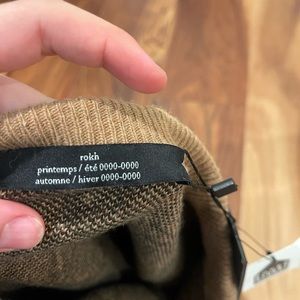 rokh
printemps / été 0000-0000
automne / hiver 0000-0000